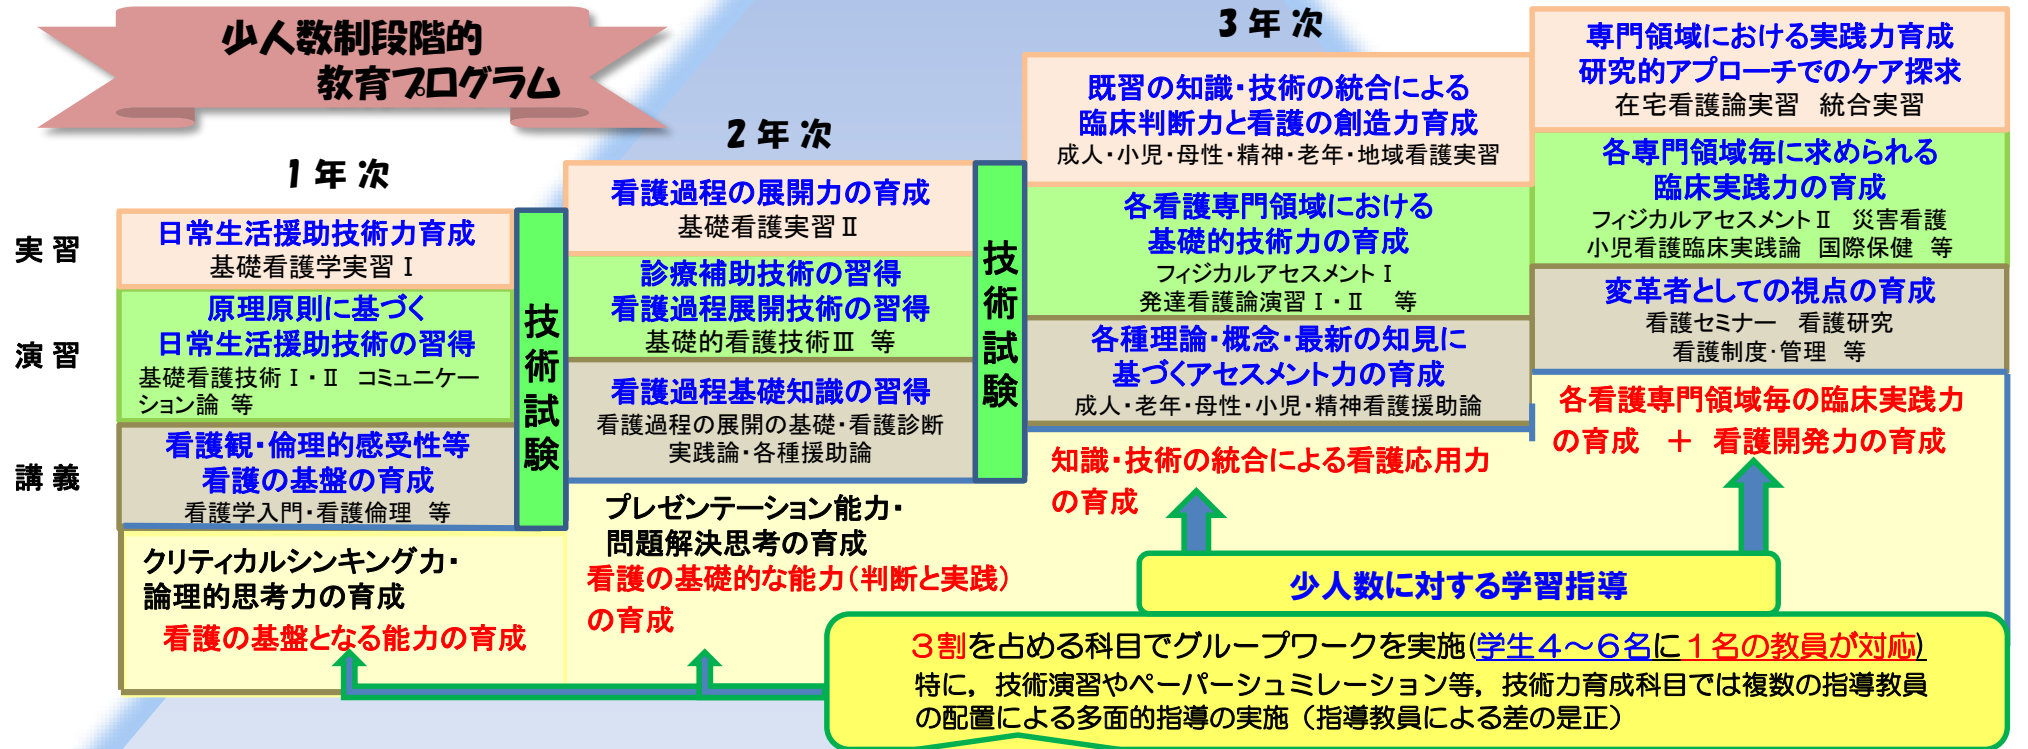 少人数制段階的
教育プログラム
実 習
演 習
講 義
1 年 次
日常生活援助技術力育成
基礎看護学実習Ⅰ
原理原則に基づく
日常生活援助技術の習得
基礎看護技術Ⅰ・Ⅱ コミュニケー
ション論 等
看護観・倫理的感受性等
看護の基盤の育成
看護学入門・看護倫理 等
クリティカルシンキング力・
論理的思考力の育成
看護の基盤となる能力の育成
技術試験
2 年 次
看護過程の展開力の育成
基礎看護実習Ⅱ
診療補助技術の習得
看護過程展開技術の習得
基礎的看護技術Ⅲ 等
看護過程基礎知識の習得
看護過程の展開の基礎・看護診断
実践論・各種援助論
プレゼンテーション能力・
問題解決思考の育成
看護の基礎的な能力(判断と実践)
の育成
技術試験
3 年 次
既習の知識・技術の統合による
臨床判断力と看護の創造力育成
成人・小児・母性・精神・老年・地域看護実習
各看護専門領域における
基礎的技術力の育成
フィジカルアセスメントⅠ
発達看護論演習Ⅰ・Ⅱ 等
各種理論・概念・最新の知見に
基づくアセスメント力の育成
成人・老年・母性・小児・精神看護援助論
知識・技術の統合による看護応用力
の育成
専門領域における実践力育成
研究的アプローチでのケア探求
在宅看護論実習 統合実習
各専門領域毎に求められる
臨床実践力の育成
フィジカルアセスメントⅡ 災害看護
小児看護臨床実践論 国際保健 等
変革者としての視点の育成
看護セミナー 看護研究
看護制度・管理 等
各看護専門領域毎の臨床実践力
の育成 + 看護開発力の育成
少人数に対する学習指導
3割を占める科目でグループワークを実施(学生4~6名に1名の教員が対応)
特に,技術演習やペーパーシュミレーション等,技術力育成科目では複数の指導教員
の配置による多面的指導の実施(指導教員による差の是正)